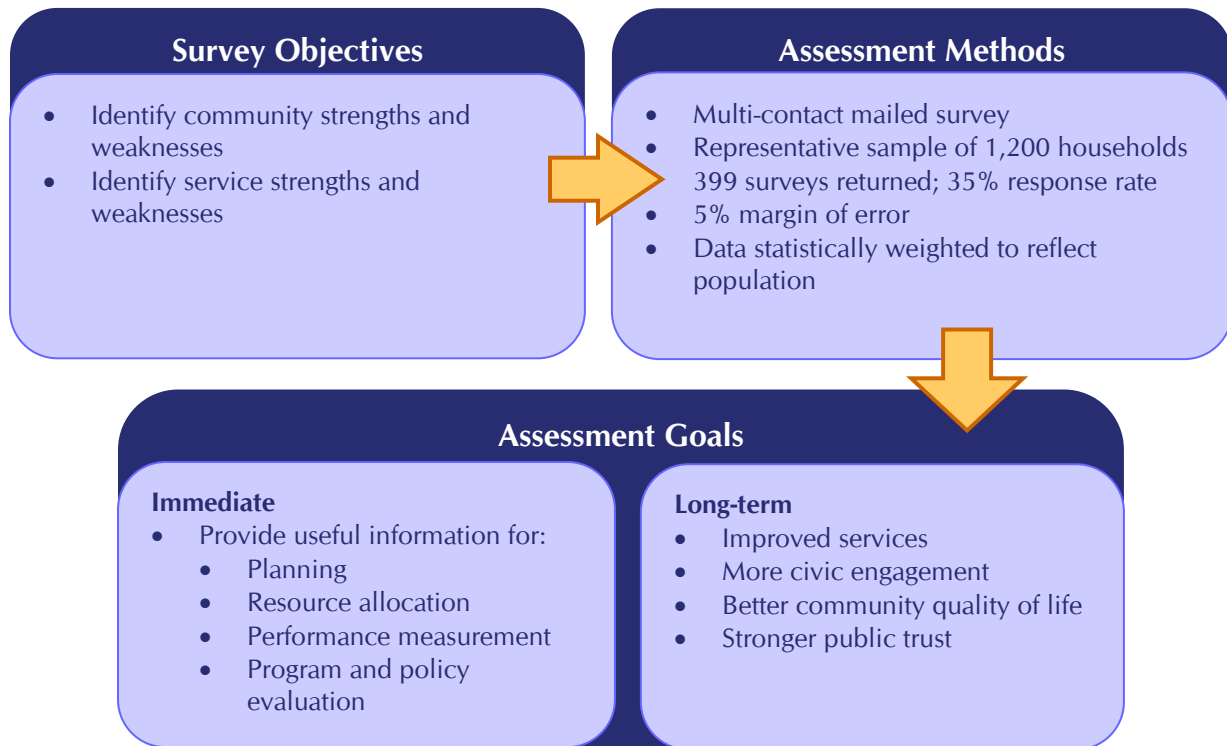 Survey Objectives
• Identify community strengths and
weaknesses
• Identify service strengths and
weaknesses
Assessment Methods
• Multi-contact mailed survey
• Representative sample of 1,200 households
399 surveys returned; 35% response rate
• 5% margin of error
• Data statistically weighted to reflect
population
Assessment Goals
Immediate
• Provide useful information for:
• Planning
• Resource allocation
• Performance measurement
• Program and policy
evaluation
Long-term
• Improved services
• More civic engagement
• Better community quality of life
• Stronger public trust